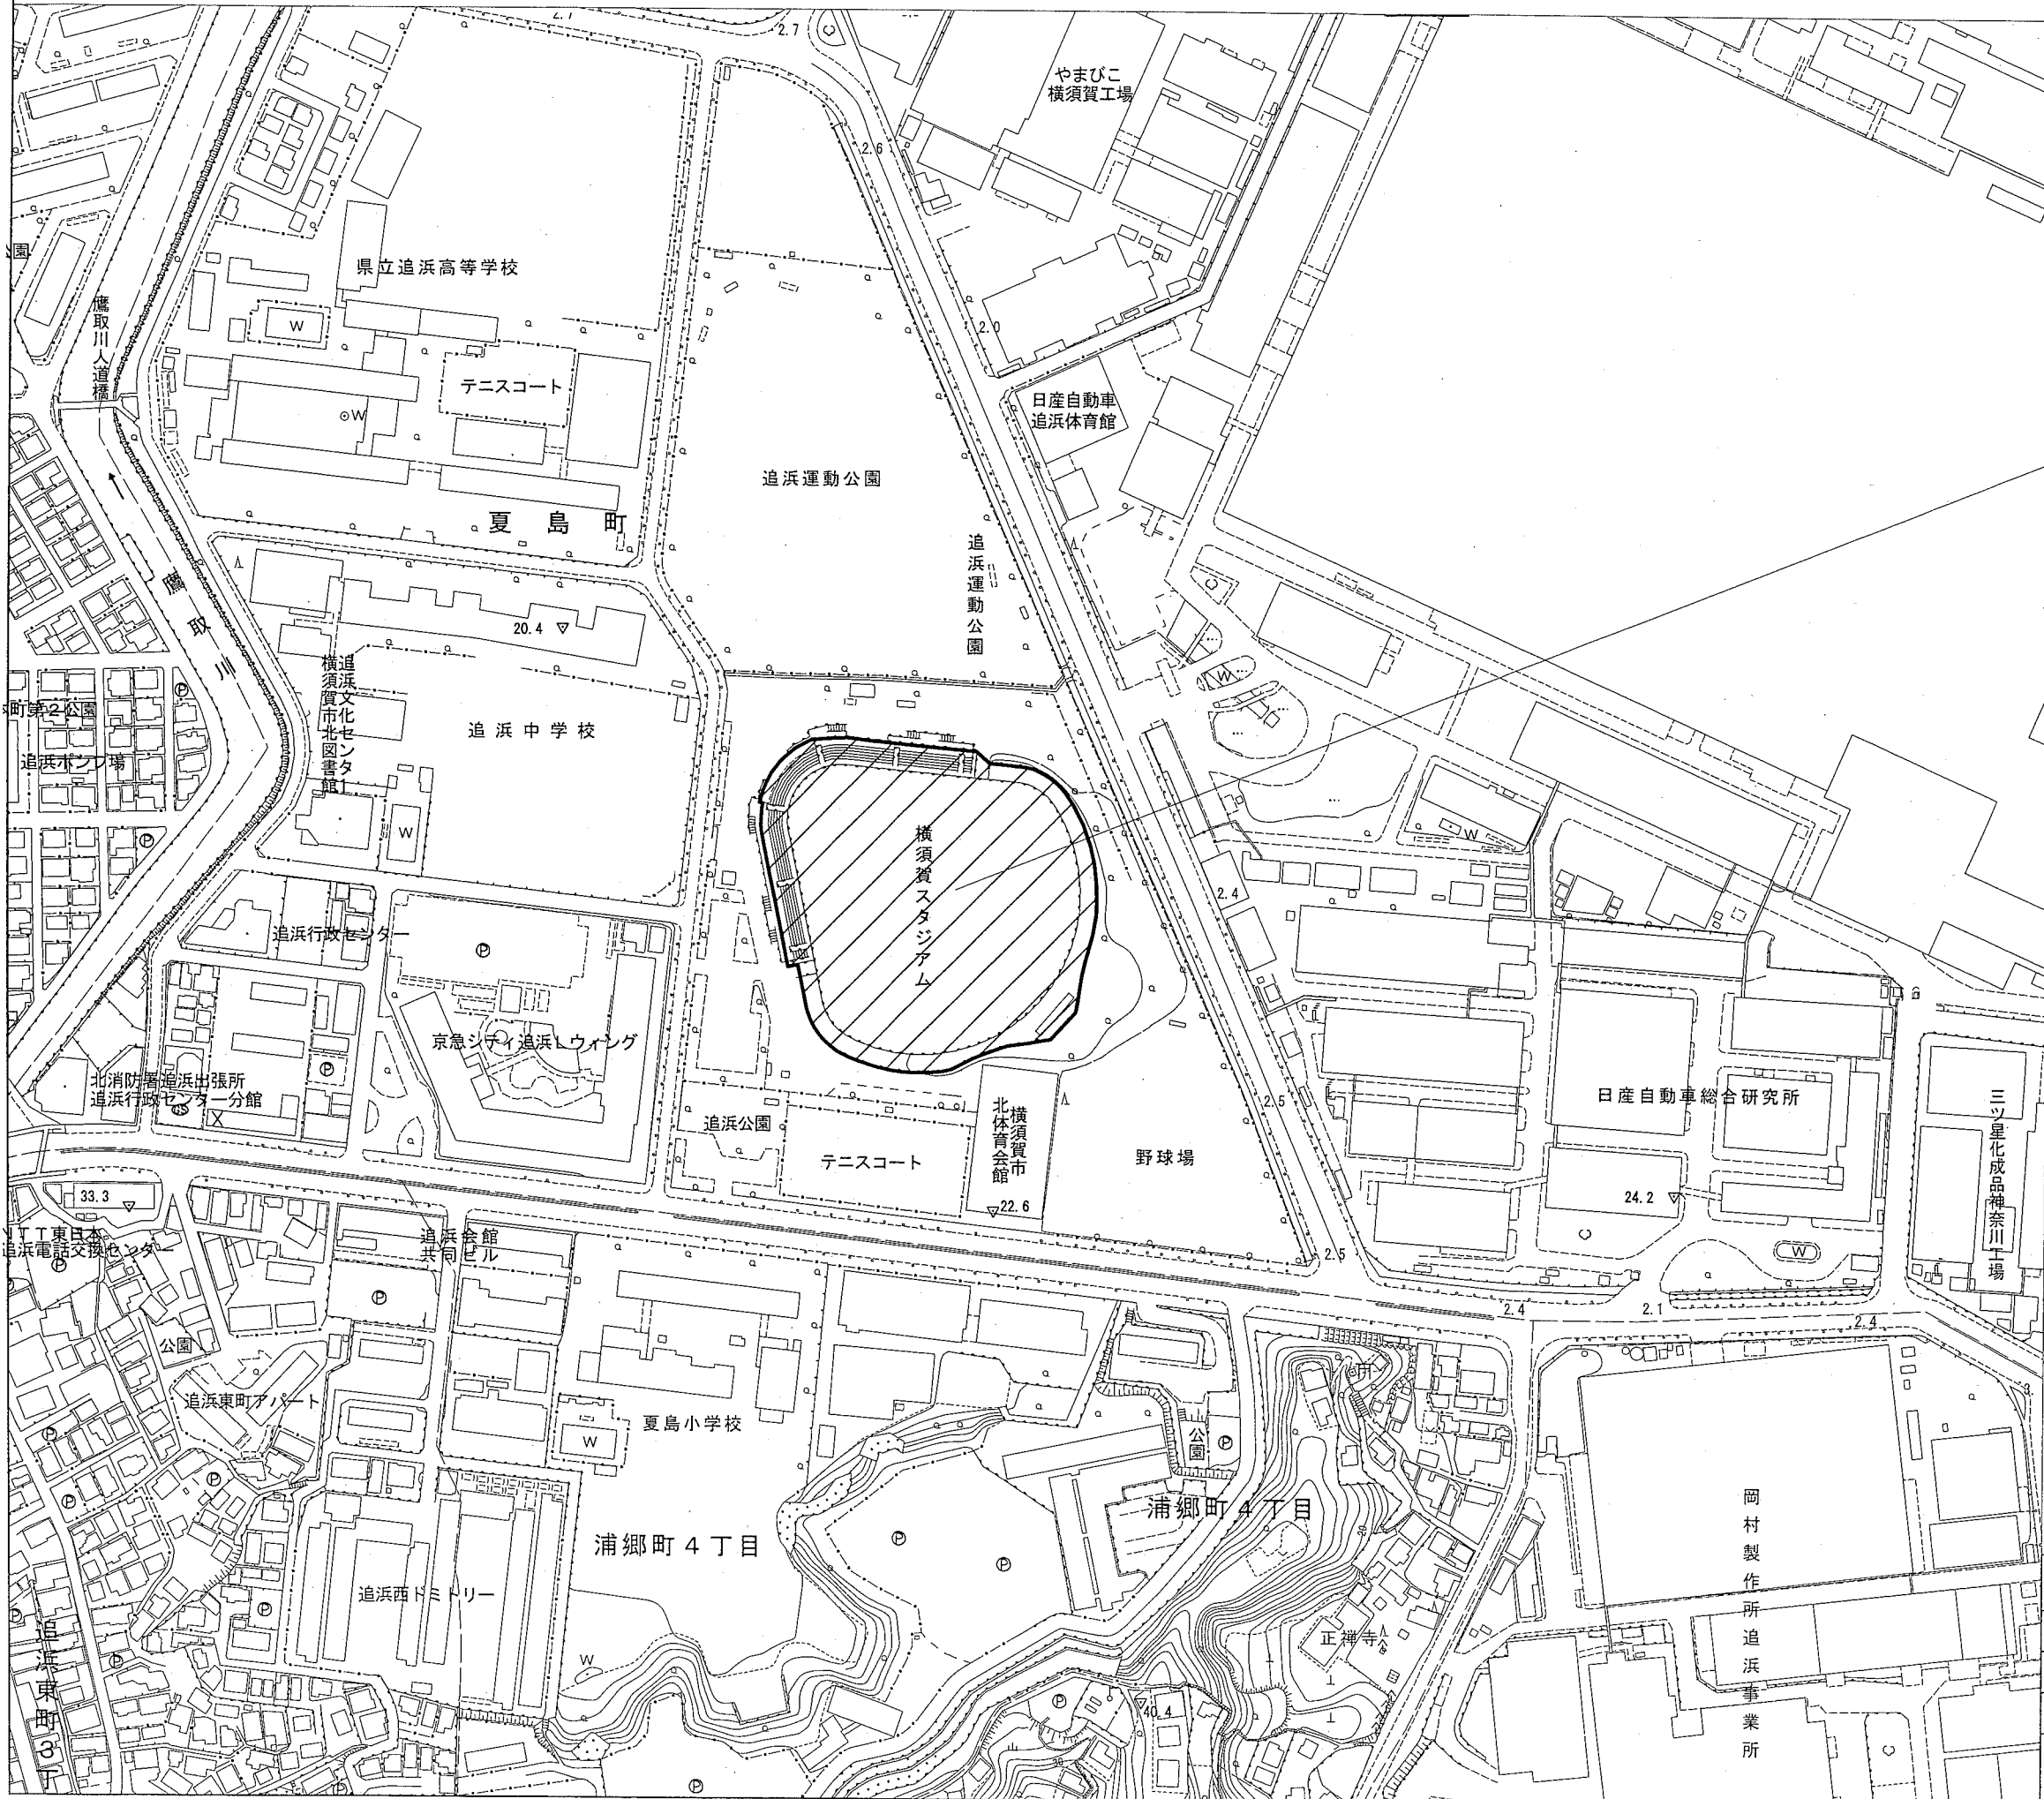 2.7
やまびこ
横須賀工場
2.6
公園
県立追浜高等学校
鷹取川人道橋
W
2.0
テニスコート
W
日産自動車
追浜体育館
追浜運動公園
夏島町
追浜運動公園
鷹取川
20.4
追浜文化センター
横須賀市北図書館
W
町第2公園
P
追浜中学校
追浜ポンプ場
横須賀スタジアム
W
W
P
2.4
追浜行政センター
P
京急シティ追浜Lウィング
P
北消防署追浜出張所
追浜行政センター分館
X
追浜公園
テニスコート
横須賀市
北体育会館
22.6
野球場
2.5
日産自動車総合研究所
24.2
三ツ星化成品神奈川工場
33.3
NTT東日本
追浜電話交換センター
P
追浜会館
共同ビル
2.5
W
P
2.4
2.1
2.4
公園
追浜東町アパート
夏島小学校
W
公園
P
P
P
P
浦郷町4丁目
浦郷町4丁目
P
P
20
岡村製作所追浜事業所
追浜西ドミトリー
P
P
追浜東町3丁
P
W
正禅寺
P
40.4
P
P